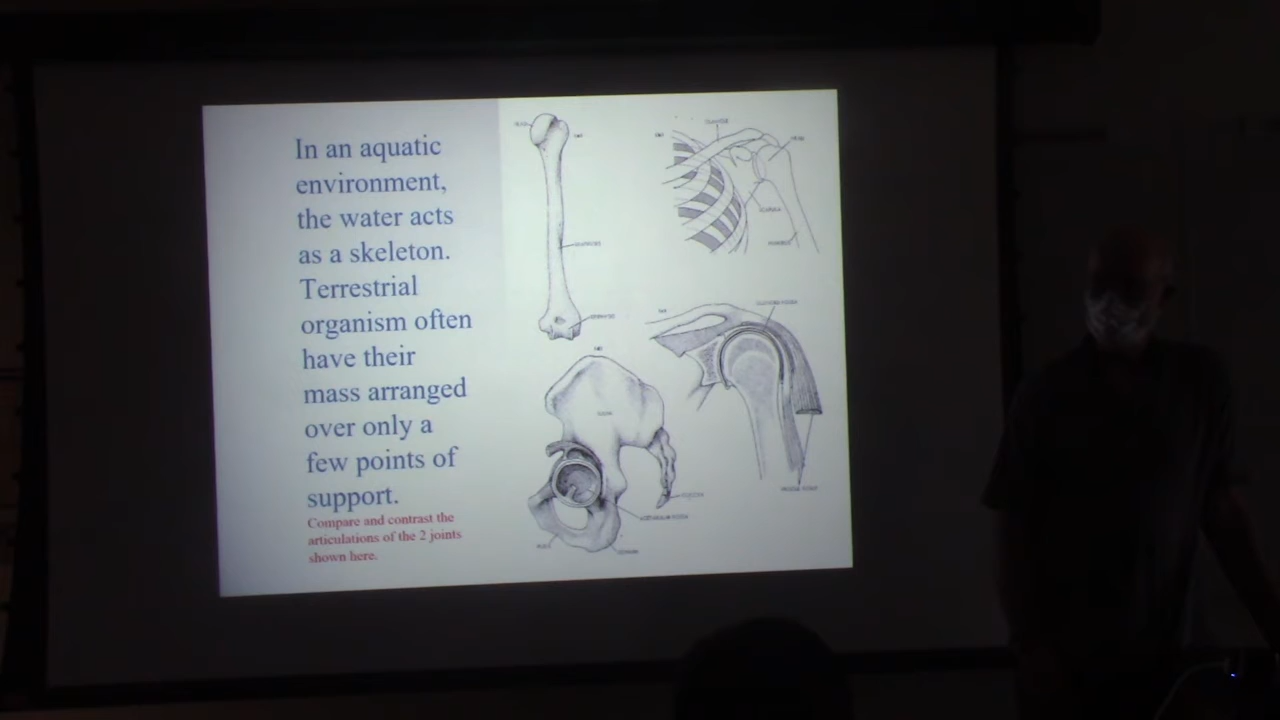 In an aquatic
environment,
the water acts
as a skeleton.
Terrestrial
organism often
have their
mass arranged
over only a
few points of
support.
Compare and contrast the
articulations of the 2 joints
shown here.